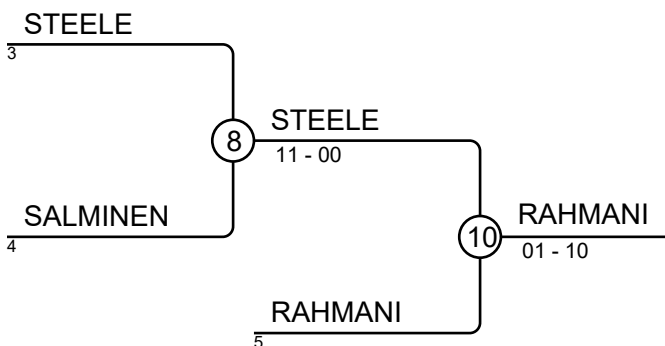 STEELE
3
STEELE
8
11 - 00
SALMINEN
4
RAHMANI
10
01 - 10
RAHMANI
5